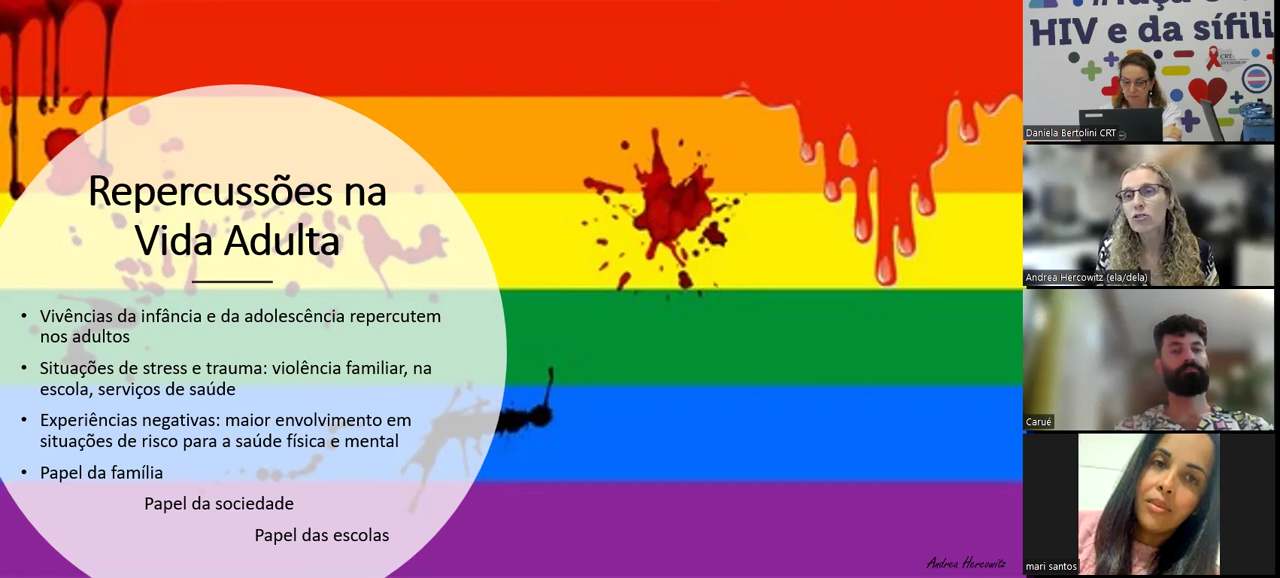 Repercussões na
Vida Adulta
• Vivências da infância e da adolescência repercutem
nos adultos
• Situações de stress e trauma: violência familiar, na
escola, serviços de saúde
• Experiências negativas: maior envolvimento em
situações de risco para a saúde física e mental
• Papel da família
Papel da sociedade
Papel das escolas
Andrea Hercowitz
HIV e da sífili
CRT
Daniela Bertolini CRT
Andrea Hercowitz (ela/dela)
Carué
mari santos